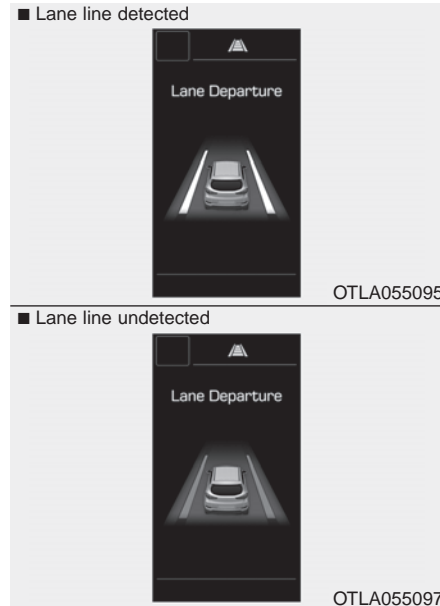 ■ Lane line detected
Lane Departure
OTLA055095
■ Lane line undetected
Lane Departure
OTLA055097